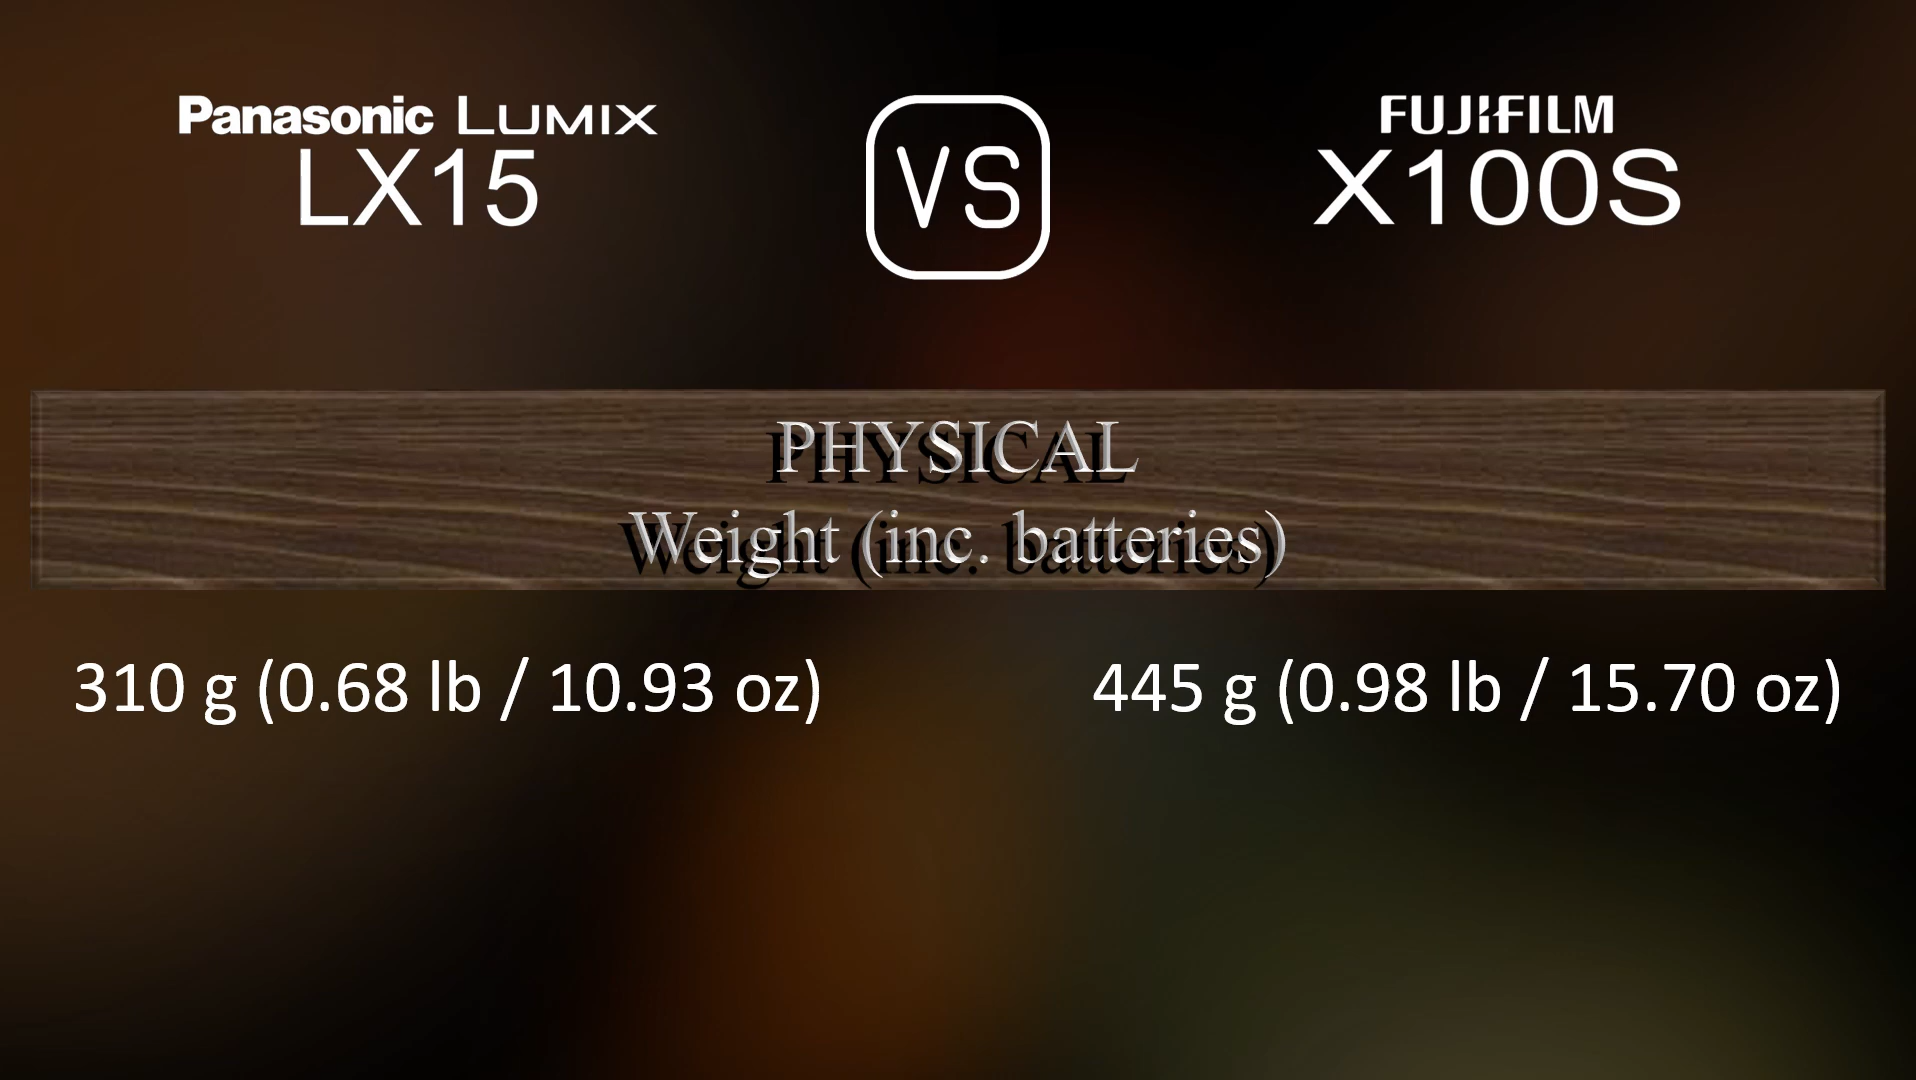 Panasonic LUMIX
LX15
VS
FUJIFILM
X100S
PHYSICAL
Weight (inc. batteries)
310 g (0.68 lb / 10.93 oz)
445 g (0.98 lb / 15.70 oz)